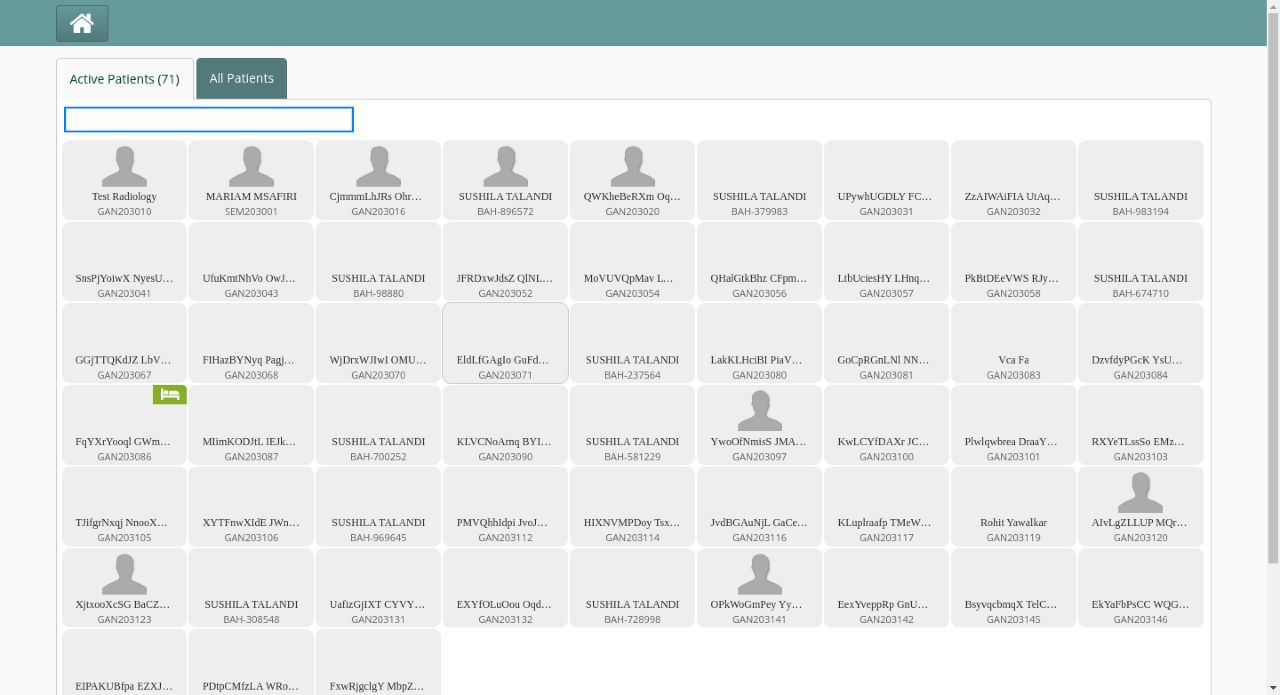 Active Patients (71)
All Patients
Test Radiology
GAN203010
MARIAM MSAFIRI
SEM203001
CjmmmLhJRs Ohr…
GAN203016
SUSHILA TALANDI
BAH-896572
QWKheBeRXm Oq…
GAN203020
SUSHILA TALANDI
BAH-379983
UPywhUGDLY FC…
GAN203031
ZzAIWAiFIA UtAq…
GAN203032
SUSHILA TALANDI
BAH-983194
SnsPjYoiwX NyesU…
GAN203041
UfuKmtNhVo OwJ…
GAN203043
SUSHILA TALANDI
BAH-98880
JFRDxwJdsZ QlNL…
GAN203052
MoVUVQpMav L…
GAN203054
QHalGtkBhz CFpm…
GAN203056
LtbUciesHY LHnq…
GAN203057
PkBtDEeVWS RJy…
GAN203058
SUSHILA TALANDI
BAH-674710
GGjTTQKdJZ LbV…
GAN203067
FIHazBYNyq Pagj…
GAN203068
WjDrxWJIwI OMU…
GAN203070
EldLfGAgIo GuFd…
GAN203071
SUSHILA TALANDI
BAH-237564
LakKLHciBI PiaV…
GAN203080
GoCpRGnLNl NN…
GAN203081
Vca Fa
GAN203083
DzvfdyPGcK YsU…
GAN203084
FqYXrYooql GWm…
GAN203086
MIimKODJtL IEJk…
GAN203087
SUSHILA TALANDI
BAH-700252
KLVCNoArnq BYI…
GAN203090
SUSHILA TALANDI
BAH-581229
YwoOfNmisS JMA…
GAN203097
KwLCYfDAXr JC…
GAN203100
Plwlqwbrea DraaY…
GAN203101
RXYeTLssSo EMz…
GAN203103
TJifgrNxqj NnooX…
GAN203105
XYTFnwXIdE JWn…
GAN203106
SUSHILA TALANDI
BAH-969645
PMVQhhIdpi JvoJ…
GAN203112
HIXNVMPDoy Tsx…
GAN203114
JvdBGAuNjL GaCe…
GAN203116
KLuplraafp TMeW…
GAN203117
Rohit Yawalkar
GAN203119
AIvLgZLLUP MQr…
GAN203120
XjtxooXcSG BaCZ…
GAN203123
SUSHILA TALANDI
BAH-308548
UafizGjIXT CYVY…
GAN203131
EXYfOLuOou Oqd…
GAN203132
SUSHILA TALANDI
BAH-728998
OPkWoGmPey Yy…
GAN203141
EexYveppRp GnU…
GAN203142
BsyvqcbmqX TelC…
GAN203145
EkYaFbPsCC WQG…
GAN203146
EIPAKUBfpa EZXJ…
PDtpCMfzLA WRo…
FxwRjgclgY MbpZ…